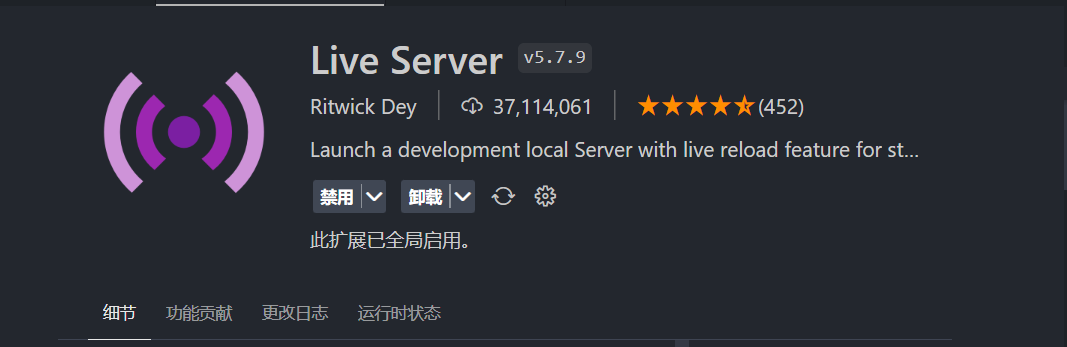 Live Server v5.7.9
Ritwick Dey 37,114,061 (452)
Launch a development local Server with live reload feature for st...
禁用 卸载
此扩展已全局启用。
细节 功能贡献 更改日志 运行时状态